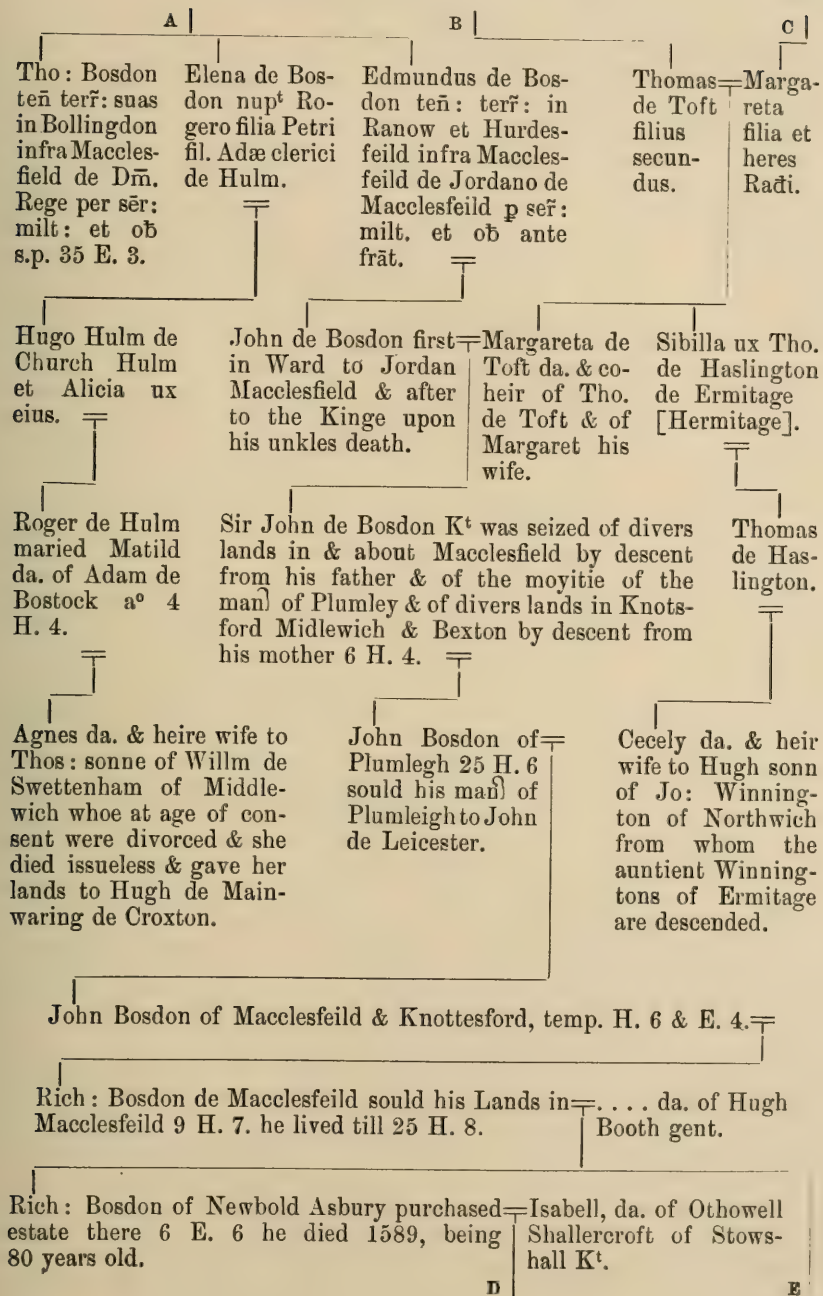 A
B
C
Tho: Bosdon
teñ terr̃: suas
in Bollingdon
infra Maccles-
field de Dm̄.
Rege per sēr:
milt: et ob̄
s.p. 35 E. 3.
Elena de Bos-
don nupᵗ Ro-
gero filia Petri
fil. Adæ clerici
de Hulm.
Edmundus de Bos-
don teñ: terr̃: in
Ranow et Hurdes-
feild infra Maccles-
feild de Jordano de
Macclesfeild ꝑ ser̃:
milt. et ob̄ ante
frāt.
Thomas
de Toft
filius
secun-
dus.
Marga-
reta
filia et
heres
Rađi.
Hugo Hulm de
Church Hulm
et Alicia ux
eius.
John de Bosdon first
in Ward to Jordan
Macclesfield & after
to the Kinge upon
his unkles death.
Margareta de
Toft da. & co-
heir of Tho.
de Toft & of
Margaret his
wife.
Sibilla ux Tho.
de Haslington
de Ermitage
[Hermitage].
Roger de Hulm
maried Matild
da. of Adam de
Bostock aᵒ 4
H. 4.
Sir John de Bosdon Kᵗ was seized of divers
lands in & about Macclesfield by descent
from his father & of the moyitie of the
man̄ of Plumley & of divers lands in Knots-
ford Midlewich & Bexton by descent from
his mother 6 H. 4.
Thomas
de Has-
lington.
Agnes da. & heire wife to
Thos: sonne of Willm de
Swettenham of Middle-
wich whoe at age of con-
sent were divorced & she
died issueless & gave her
lands to Hugh de Main-
waring de Croxton.
John Bosdon of
Plumlegh 25 H. 6
sould his man̄ of
Plumleigh to John
de Leicester.
Cecely da. & heir
wife to Hugh sonn
of Jo: Winning-
ton of Northwich
from whom the
auntient Winning-
tons of Ermitage
are descended.
John Bosdon of Macclesfeild & Knottesford, temp. H. 6 & E. 4.
Rich: Bosdon de Macclesfeild sould his Lands in
Macclesfeild 9 H. 7. he lived till 25 H. 8.
. . . . da. of Hugh
Booth gent.
Rich: Bosdon of Newbold Asbury purchased
estate there 6 E. 6 he died 1589, being
80 years old.
Isabell, da. of Othowell
Shallercroft of Stows-
hall Kᵗ.
D
E